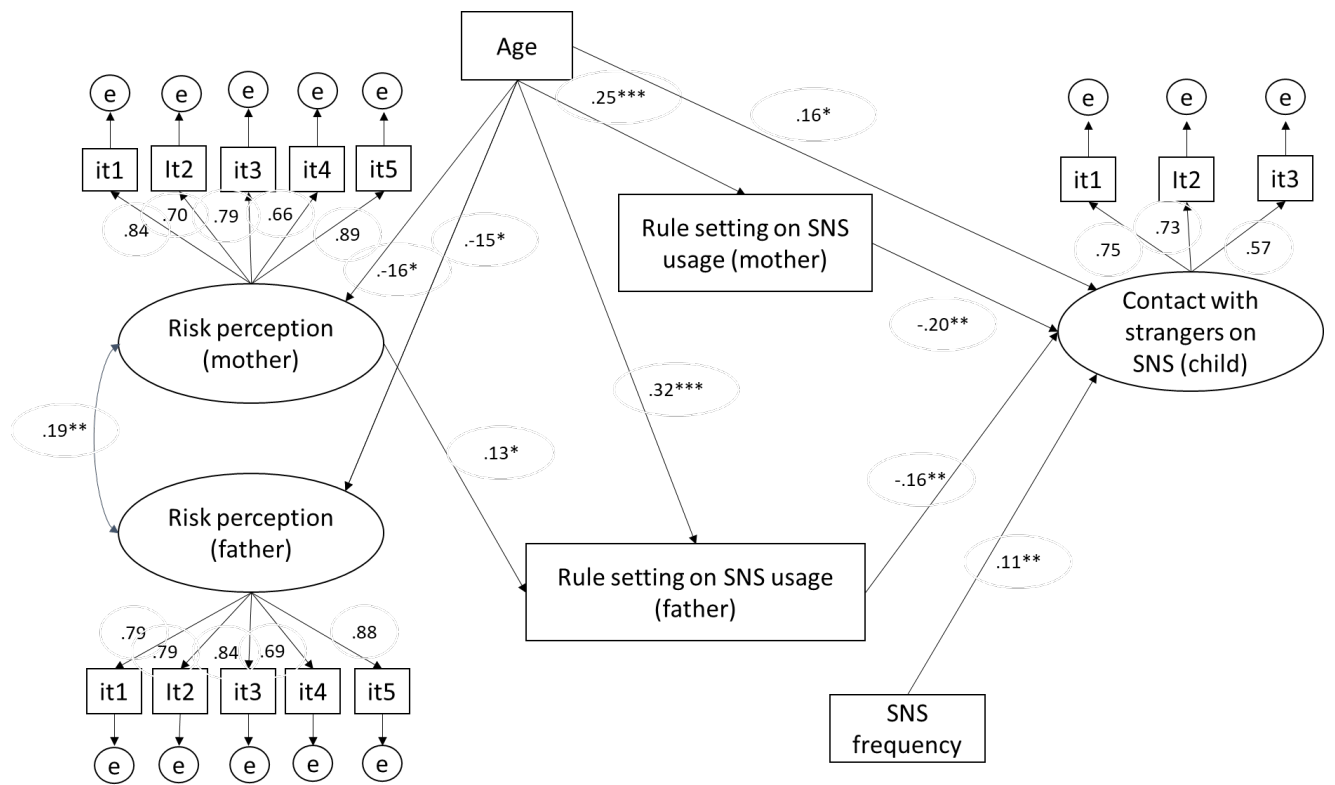 Age
.25***
.16*
e
e
e
e
e
e
e
e
it1
It2
it3
it4
it5
it1
It2
it3
.84
.70
.79
.66
.89
.-16*
.-15*
.75
.73
.57
Rule setting on SNS
usage (mother)
Risk perception
(mother)
Contact with
strangers on
SNS (child)
-.20**
.19**
.13*
.32***
-.16**
.11**
Risk perception
(father)
Rule setting on SNS usage
(father)
.79
.79
.84
.69
.88
it1
It2
it3
it4
it5
e
e
e
e
e
SNS
frequency